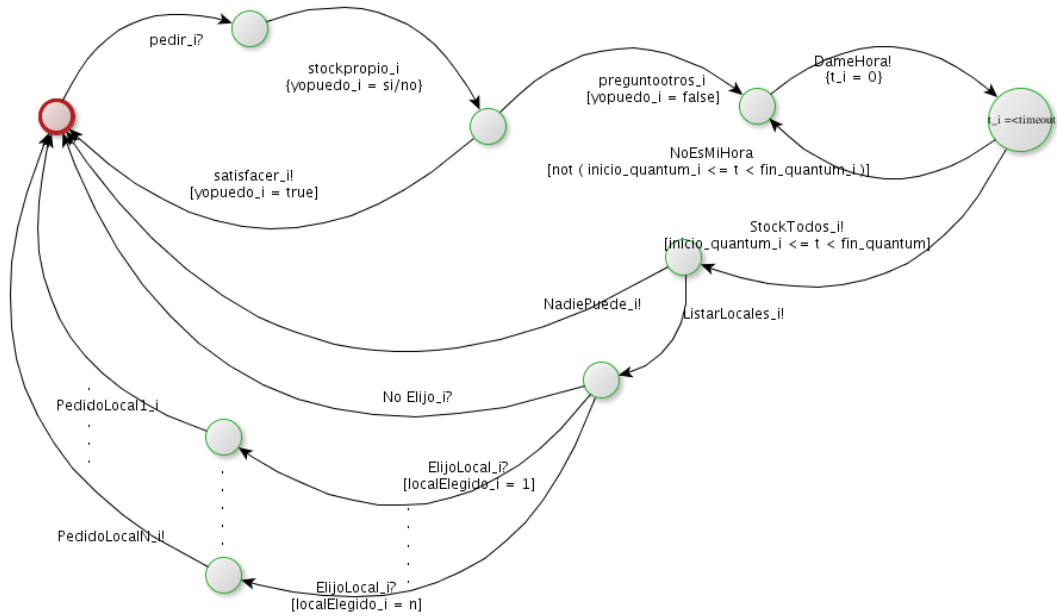 pedir_i?
stockpropio_i
{yopuedo_i = si/no}
preguntootros_i
[yopuedo_i = false]
DameHora!
{t_i = 0}
t_i =<timeout
NoEsMiHora
[not ( inicio_quantum_i <= t < fin_quantum_i )]
satisfacer_i!
[yopuedo_i = true]
StockTodos_i!
[inicio_quantum_i <= t < fin_quantum]
NadiePuede_i!
ListarLocales_i!
No Elijo_i?
PedidoLocal1_i
ElijoLocal_i?
[localElegido_i = 1]
PedidoLocalN_i!
ElijoLocal_i?
[localElegido_i = n]